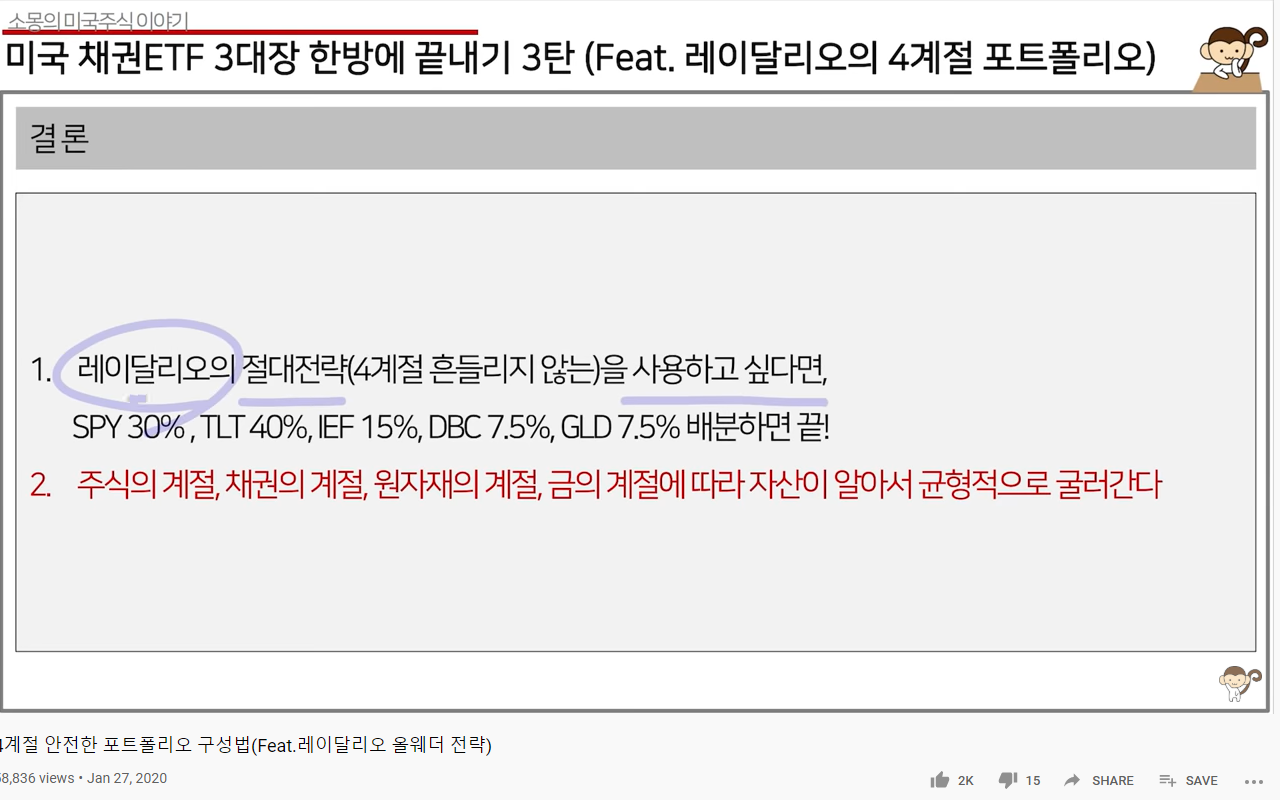 소몽의 미국주식 이야기
미국 채권ETF 3대장 한방에 끝내기 3탄 (Feat. 레이달리오의 4계절 포트폴리오)
결론
1. 레이달리오의 절대전략(4계절 흔들리지 않는)을 사용하고 싶다면,
SPY 30% , TLT 40%, IEF 15%, DBC 7.5%, GLD 7.5% 배분하면 끝!
2. 주식의 계절, 채권의 계절, 원자재의 계절, 금의 계절에 따라 자산이 알아서 균형적으로 굴러간다
4계절 안전한 포트폴리오 구성법(Feat.레이달리오 올웨더 전략)
58,836 views • Jan 27, 2020
2K 15 SHARE SAVE